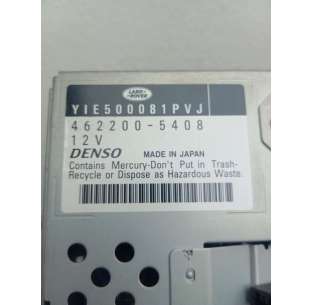 LAND-
ROVER
YIE500081PVJ
462200-5408
12V
DENSO MADE IN JAPAN
Contains Mercury-Don't Put in Trash-
Recycle or Dispose as Hazardous Waste.